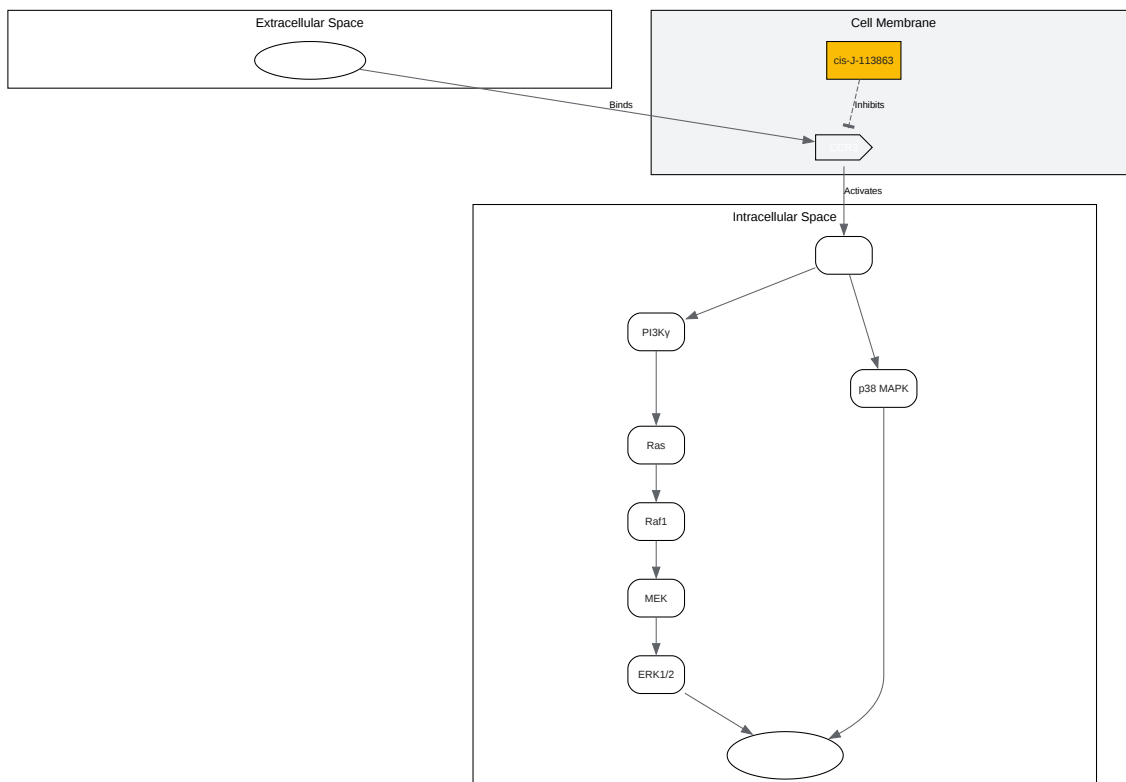 Extracellular Space
Cell Membrane
cis-J-113863
Binds
Inhibits
Activates
Intracellular Space
PI3Kγ
p38 MAPK
Ras
Raf1
MEK
ERK1/2